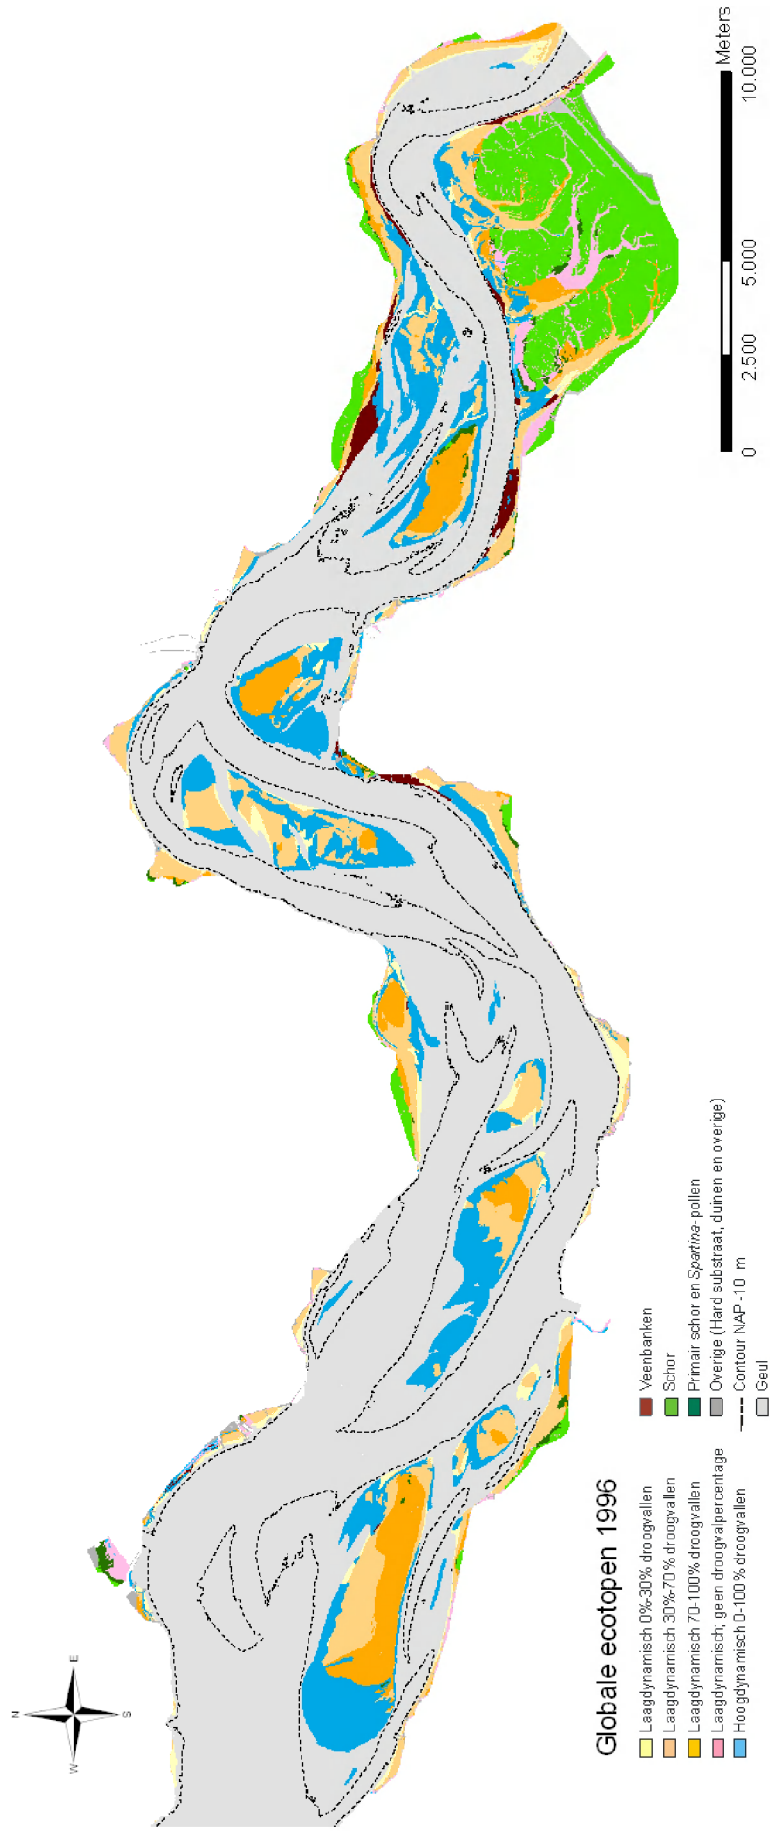 N
E
S
W
0
2.500
5.000
10.000
Meters
Globale ecotopen 1996
Laagdynamisch 0%-30% droogvallen
Laagdynamisch 30%-70% droogvallen
Laagdynamisch 70-100% droogvallen
Laagdynamisch, geen droogvalpercentage
Hoogdynamisch 0-100% droogvallen
Veenbanken
Schor
Primair schor en Spartina- pollen
Overige (Hard substraat, duinen en overige)
Contour NAP -10 m
Geul